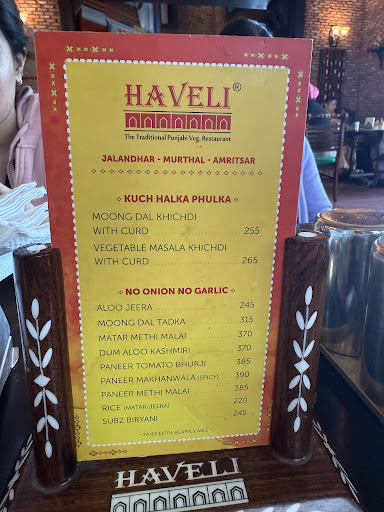 HAVELI®
The Traditional Punjabi Veg. Restaurant
JALANDHAR - MURTHAL - AMRITSAR
KUCH HALKA PHULKA
MOONG DAL KHICHDI
WITH CURD 255
VEGETABLE MASALA KHICHDI
WITH CURD 265
NO ONION NO GARLIC
ALOO JEERA 245
MOONG DAL TADKA 315
MATAR METHI MALAI 370
DUM ALOO KASHMIRI 370
PANEER TOMATO BHURJI 385
PANEER MAKHANWALA (SPICY) 390
PANEER METHI MALAI 385
RICE (MATAR/JEERA) 220
SUBZ BIRYANI 245
- TAXES EXTRA AS APPLICABLE -
HAVELI